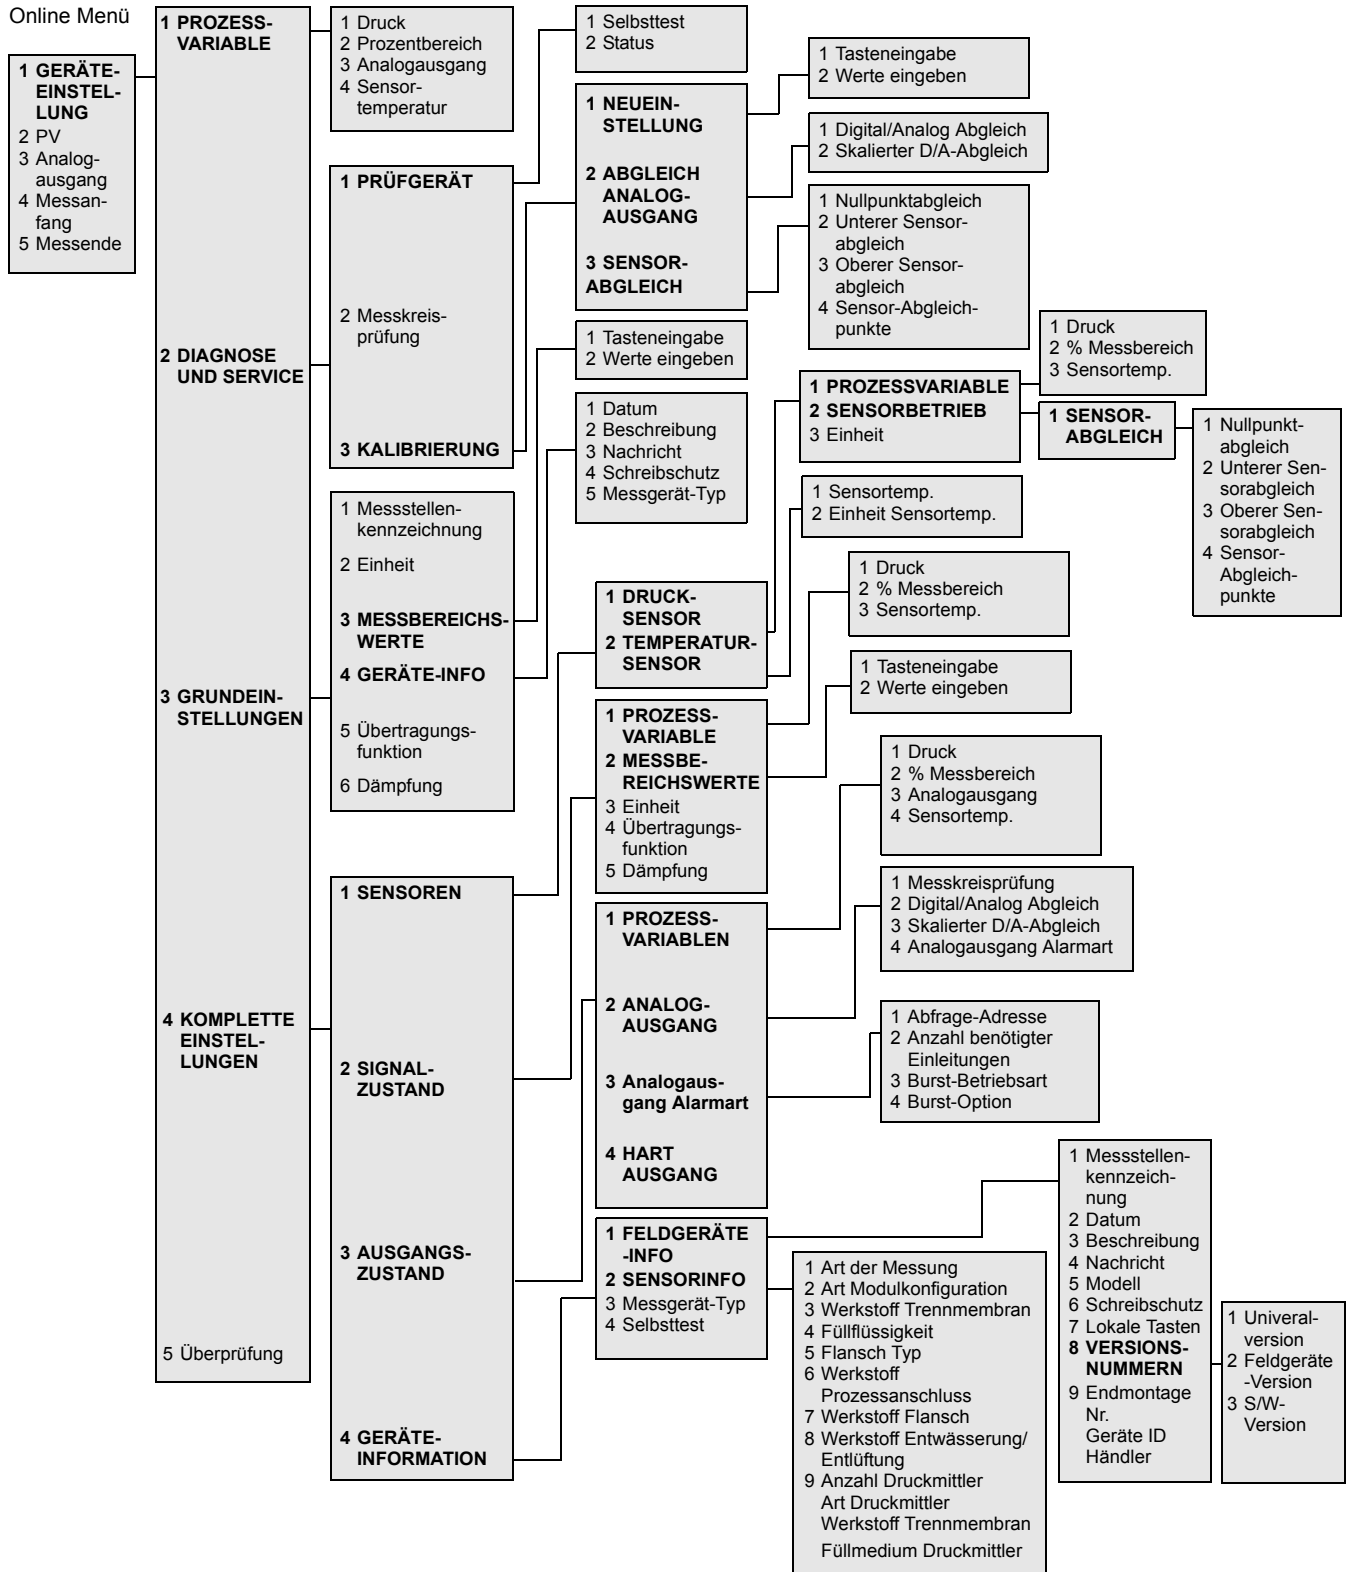 Online Menü
1 GERÄTE-
EINSTEL-
LUNG
2 PV
3 Analog-
ausgang
4 Messan-
fang
5 Messende
1 PROZESS-
VARIABLE
2 DIAGNOSE
UND SERVICE
3 GRUNDEIN-
STELLUNGEN
4 KOMPLETTE
EINSTEL-
LUNGEN
5 Überprüfung
1 Druck
2 Prozentbereich
3 Analogausgang
4 Sensor-
temperatur
1 PRÜFGERÄT
2 Messkreis-
prüfung
3 KALIBRIERUNG
1 Messstellen-
kennzeichnung
2 Einheit
3 MESSBEREICHS-
WERTE
4 GERÄTE-INFO
5 Übertragungs-
funktion
6 Dämpfung
1 SENSOREN
2 SIGNAL-
ZUSTAND
3 AUSGANGS-
ZUSTAND
4 GERÄTE-
INFORMATION
1 Selbsttest
2 Status
1 NEUEIN-
STELLUNG
2 ABGLEICH
ANALOG-
AUSGANG
3 SENSOR-
ABGLEICH
1 Tasteneingabe
2 Werte eingeben
1 Datum
2 Beschreibung
3 Nachricht
4 Schreibschutz
5 Messgerät-Typ
1 DRUCK-
SENSOR
2 TEMPERATUR-
SENSOR
1 PROZESS-
VARIABLE
2 MESSBE-
REICHSWERTE
3 Einheit
4 Übertragungs-
funktion
5 Dämpfung
1 PROZESS-
VARIABLEN
2 ANALOG-
AUSGANG
3 Analogaus-
gang Alarmart
4 HART
AUSGANG
1 FELDGERÄTE
-INFO
2 SENSORINFO
3 Messgerät-Typ
4 Selbsttest
1 Tasteneingabe
2 Werte eingeben
1 Digital/Analog Abgleich
2 Skalierter D/A-Abgleich
1 Nullpunktabgleich
2 Unterer Sensor-
abgleich
3 Oberer Sensor-
abgleich
4 Sensor-Abgleich-
punkte
1 PROZESSVARIABLE
2 SENSORBETRIEB
3 Einheit
1 Druck
2 % Messbereich
3 Sensortemp.
1 SENSOR-
ABGLEICH
1 Nullpunkt-
abgleich
2 Unterer Sen-
sorabgleich
3 Oberer Sen-
sorabgleich
4 Sensor-
Abgleich-
punkte
1 Sensortemp.
2 Einheit Sensortemp.
1 Druck
2 % Messbereich
3 Sensortemp.
1 Tasteneingabe
2 Werte eingeben
1 Druck
2 % Messbereich
3 Analogausgang
4 Sensortemp.
1 Messkreisprüfung
2 Digital/Analog Abgleich
3 Skalierter D/A-Abgleich
4 Analogausgang Alarmart
1 Abfrage-Adresse
2 Anzahl benötigter
Einleitungen
3 Burst-Betriebsart
4 Burst-Option
1 Messstellen-
kennzeich-
nung
2 Datum
3 Beschreibung
4 Nachricht
5 Modell
6 Schreibschutz
7 Lokale Tasten
8 VERSIONS-
NUMMERN
9 Endmontage
Nr.
Geräte ID
Händler
1 Univeral-
version
2 Feldgeräte
-Version
3 S/W-
Version
1 Art der Messung
2 Art Modulkonfiguration
3 Werkstoff Trennmembran
4 Füllflüssigkeit
5 Flansch Typ
6 Werkstoff
Prozessanschluss
7 Werkstoff Flansch
8 Werkstoff Entwässerung/
Entlüftung
9 Anzahl Druckmittler
Art Druckmittler
Werkstoff Trennmembran
Füllmedium Druckmittler